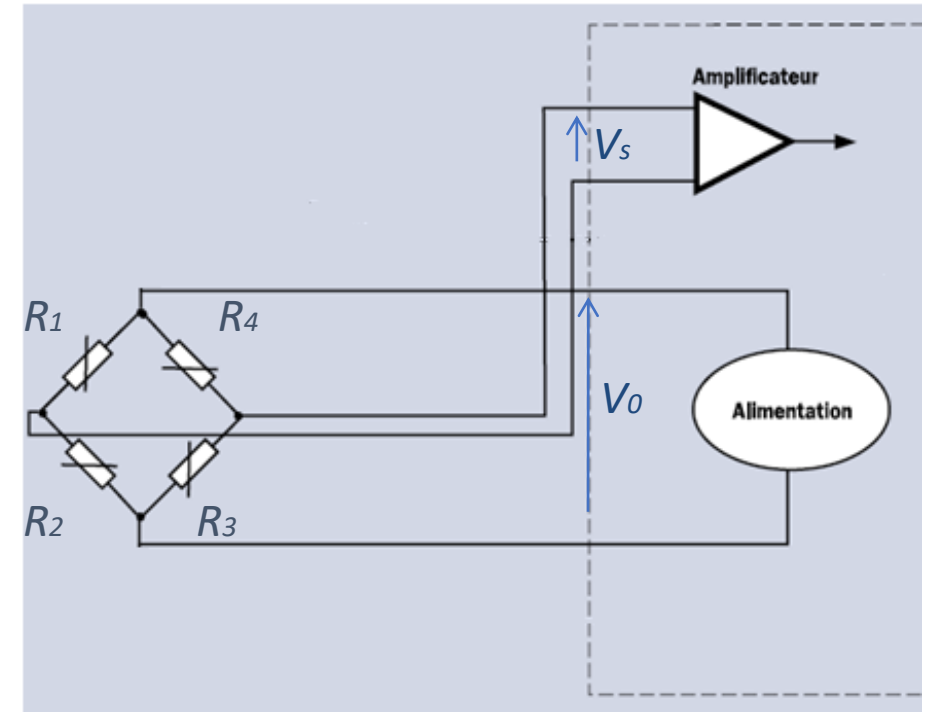 Amplificateur
Vs
R1
R4
V0
Alimentation
R2
R3